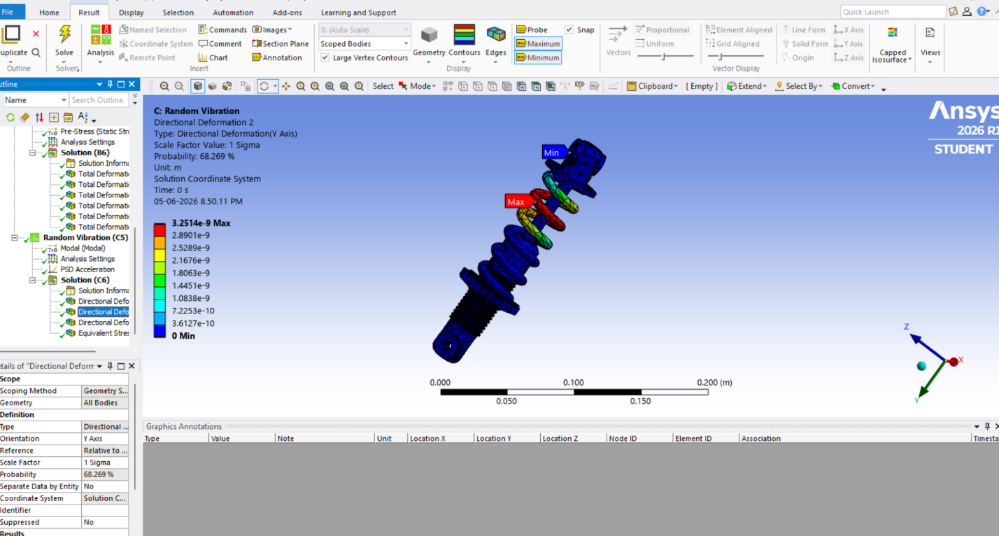 File Home Result Display Selection Automation Add-ons Learning and Support Quick Launch
uplicate
Outline
Solve
Solver
Analysis
Named Selection Commands Images
Coordinate System Comment Section Plane
Remote Point Chart Annotation
Insert
0. (Auto Scale)
Scoped Bodies
Large Vertex Contours
Geometry Contours Edges
Display
Probe Snap
Maximum
Minimum
Vectors
Proportional
Uniform
Element Aligned
Grid Aligned
Line Form X Axis
Solid Form Y Axis
Origin Z Axis
Vector Display
Capped
Isosurface
Views
utline
Name Search Outline
Select Mode Clipboard [ Empty ] Extend Select By Convert
Pre-Stress (Static Stru
Analysis Settings
Solution (B6)
Solution Informa
Total Deformati
Total Deformati
Total Deformati
Total Deformati
Total Deformati
Total Deformati
Random Vibration (C5)
Modal (Modal)
Analysis Settings
PSD Acceleration
Solution (C6)
Solution Informa
Directional Defo
Directional Defo
Directional Defo
Equivalent Stres
C: Random Vibration
Directional Deformation 2
Type: Directional Deformation(Y Axis)
Scale Factor Value: 1 Sigma
Probability: 68.269 %
Unit: m
Solution Coordinate System
Time: 0 s
05-06-2026 8.50.11 PM
3.2514e-9 Max
2.8901e-9
2.5289e-9
2.1676e-9
1.8063e-9
1.4451e-9
1.0838e-9
7.2253e-10
3.6127e-10
0 Min
Min
Max
Ansys
2026 R1
STUDENT
0.000 0.100 0.200 (m)
0.050 0.150
Z
X
Y
etails of "Directional Deform
Scope
Scoping Method Geometry S...
Geometry All Bodies
Definition
Type Directional ...
Orientation Y Axis
Reference Relative to ...
Scale Factor 1 Sigma
Probability 68.269 %
Separate Data by Entity No
Coordinate System Solution C...
Identifier
Suppressed No
Results
Graphics Annotations
Type Value Note Unit Location X Location Y Location Z Node ID Element ID Association Timesta